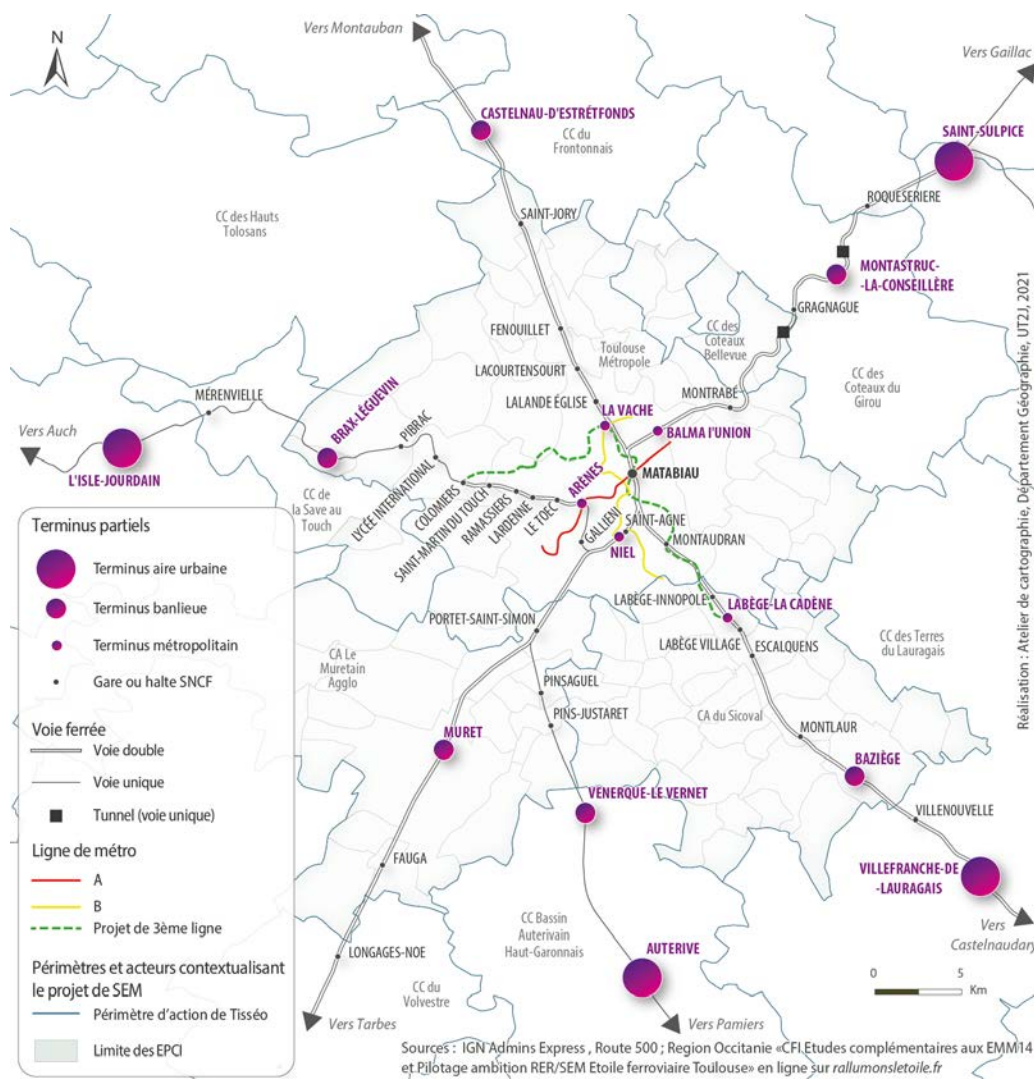 Vers Montauban
Vers Gaillac
N
CASTELNAU-D'ESTRÉTFONDS
CC du
Frontonnais
SAINT-SULPICE
ROQUESERIERE
CC des Hauts
Tolosans
SAINT-JORY
MONTASTRUC-
-LA-CONSEILLÈRE
GRAGNAGUE
FENOUILLET
CC des
Coteaux
Bellevue
Toulouse
Métropole
LACOURTENSOURT
CC des
Coteaux du
Girou
MONTRABÉ
LALANDE ÉGLISE
MÉRENVIELLE
BRAX-LÉGUEVIN
LA VACHE
PIBRAC
BALMA l'UNION
Vers Auch
L'ISLE-JOURDAIN
LYCÉE INTERNATIONAL
COLOMIERS
SAINT-MARTIN DU TOUCH
RAMASSIERS
LARDENNE
LE TOEC
ARÈNES
MATABIAU
CC de
la Save au
Touch
GALLIENI
SAINT-AGNE
NIEL
MONTAUDRAN
LABÈGE-INNOPOLE
LABÈGE-LA CADÈNE
PORTET-SAINT-SIMON
LABÈGE VILLAGE
ESCALQUENS
CC des Terres
du Lauragais
CA Le
Muretain
Agglo
PINSAGUEL
PINS-JUSTARET
CA du Sicoval
MONTLAUR
MURET
BAZIÈGE
VENERQUE-LE VERNET
VILLENOUVELLE
FAUGA
VILLEFRANCHE-DE
-LAURAGAIS
Vers
Castelnaudary
CC Bassin
Auterivain
Haut-Garonnais
LONGAGES-NOE
AUTERIVE
CC du
Volvestre
Vers Tarbes
Vers Pamiers
0 5
Km
Terminus partiels
Terminus aire urbaine
Terminus banlieue
Terminus métropolitain
Gare ou halte SNCF
Voie ferrée
Voie double
Voie unique
Tunnel (voie unique)
Ligne de métro
A
B
Projet de 3ème ligne
Périmètres et acteurs contextualisant
le projet de SEM
Périmètre d'action de Tisséo
Limite des EPCI
Réalisation : Atelier de cartographie, Département Géographie, UT2J, 2021
Sources : IGN Admins Express , Route 500 ; Region Occitanie «CFI Etudes complémentaires aux EMM14
et Pilotage ambition RER/SEM Etoile ferroviaire Toulouse» en ligne sur rallumonsletoile.fr